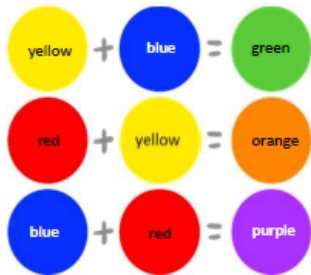 yellow + blue = green
red + yellow = orange
blue + red = purple